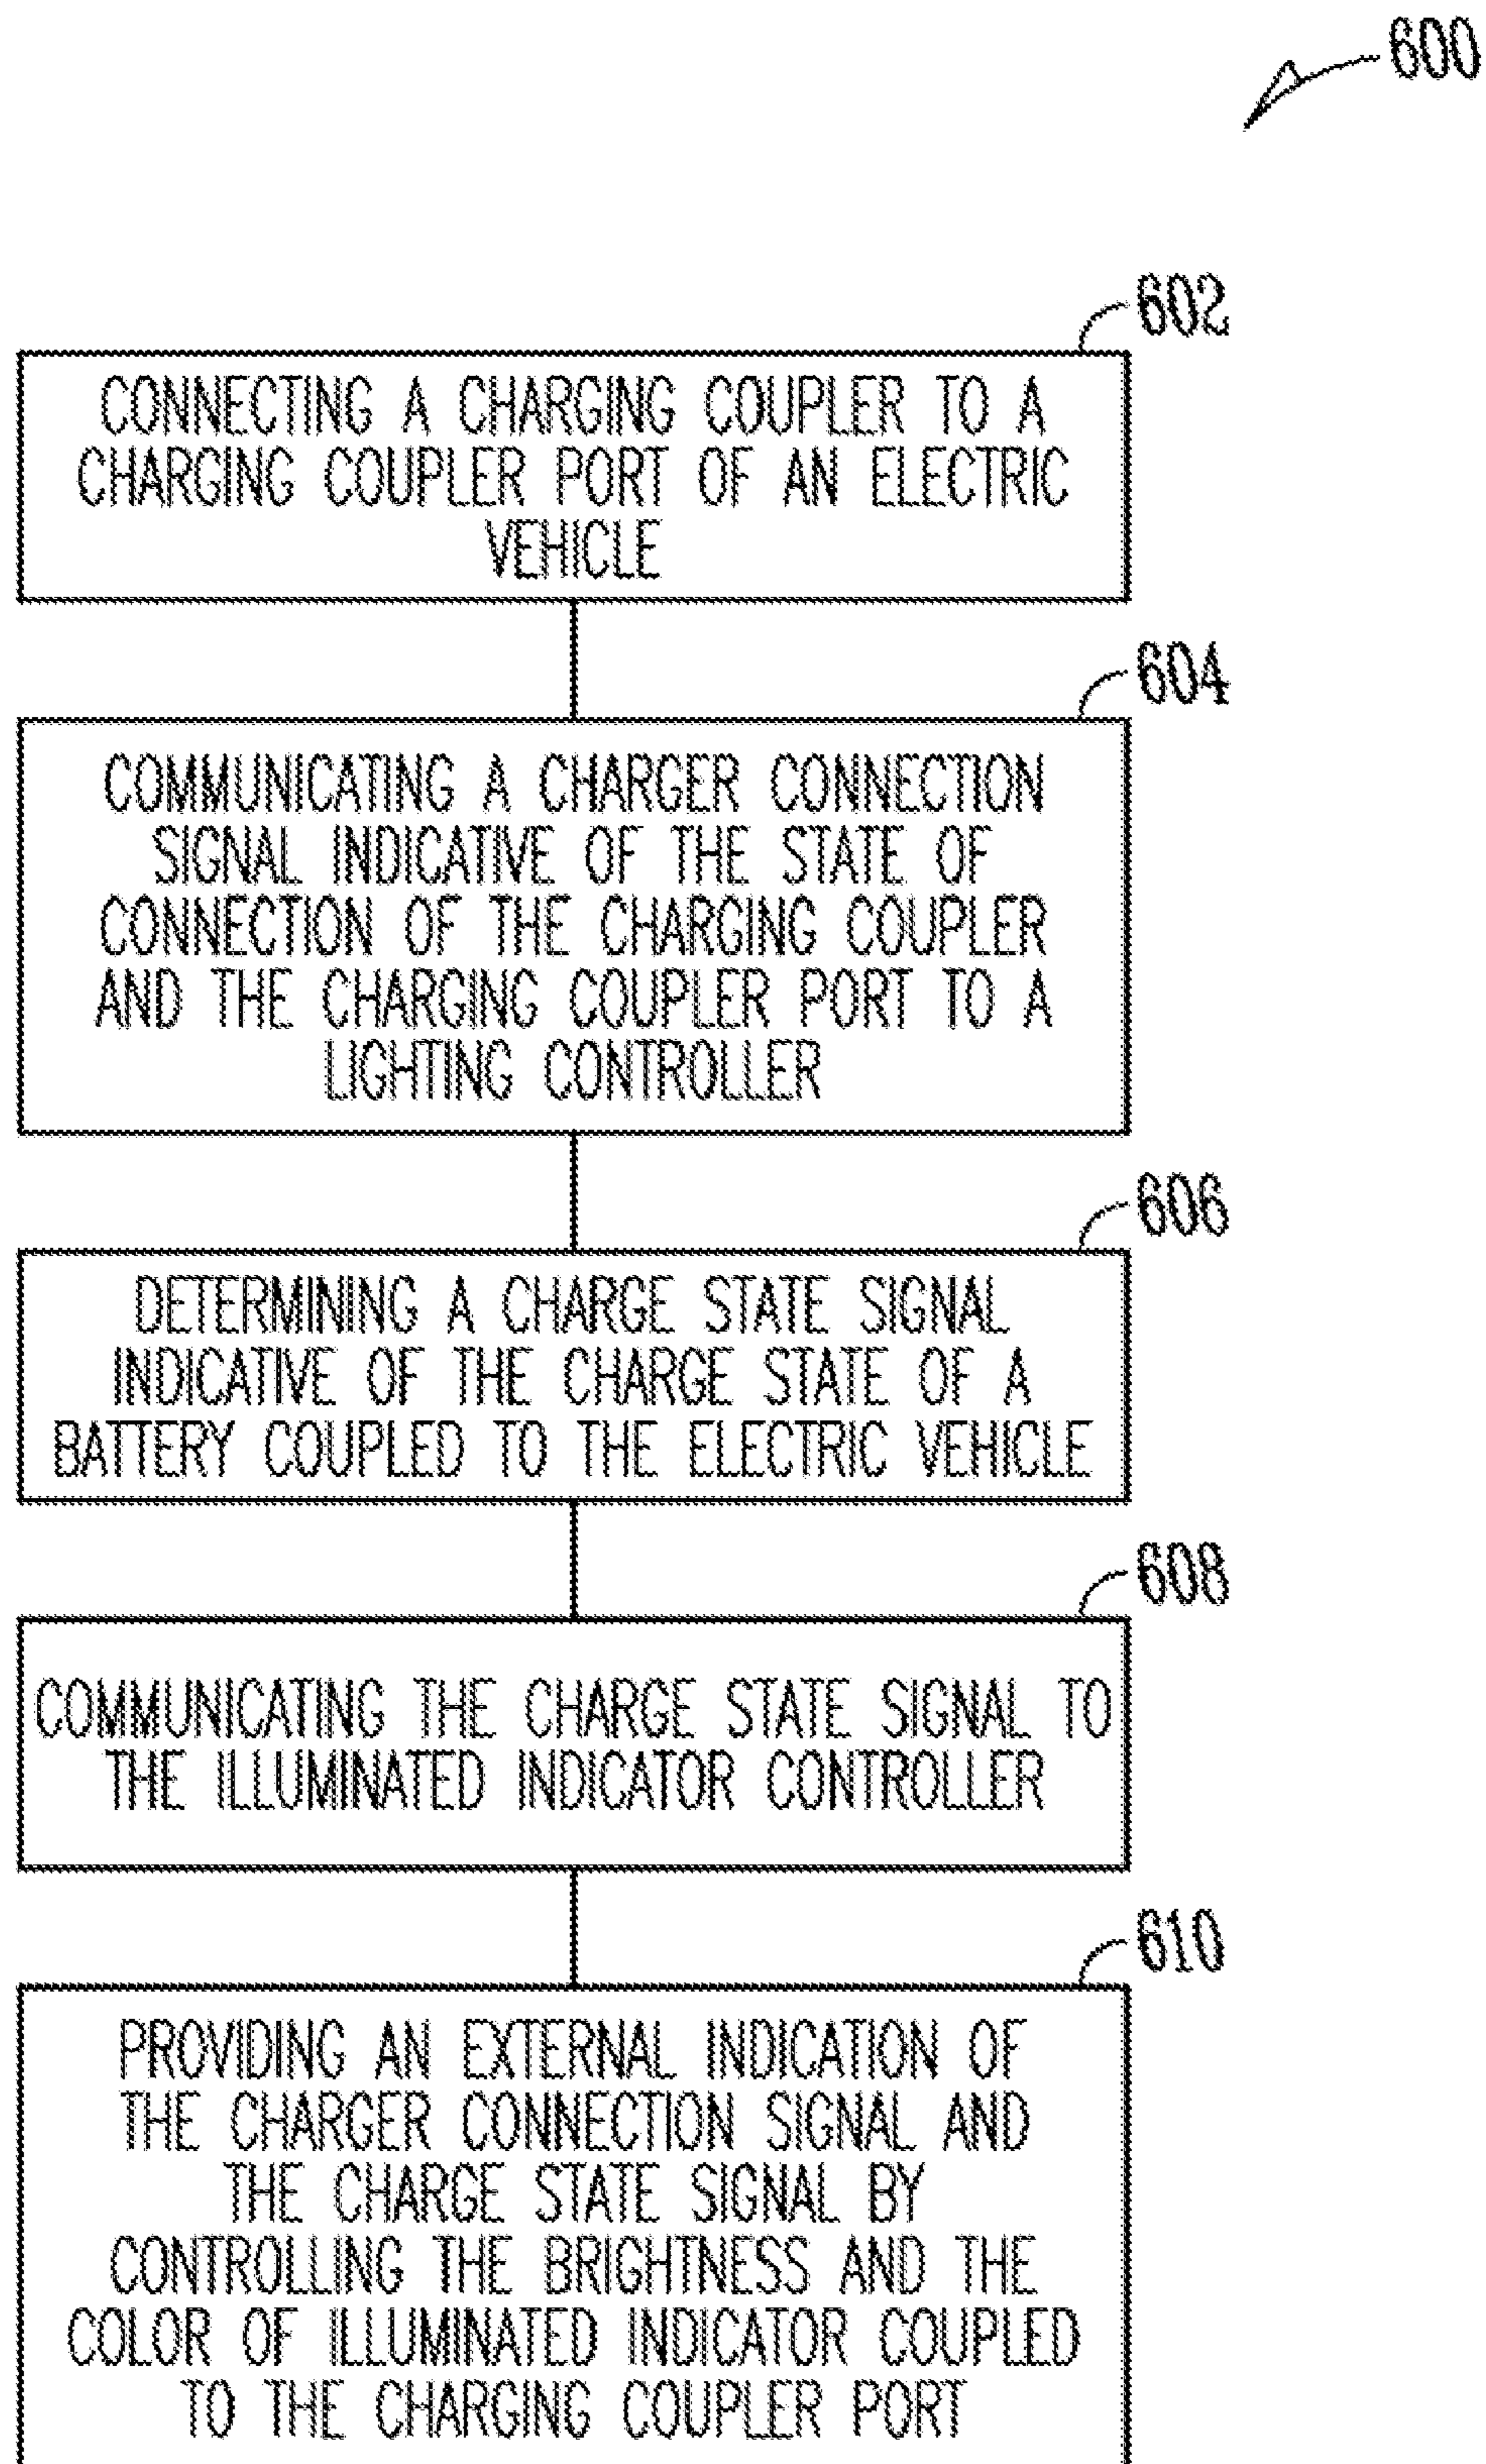 600
602
CONNECTING A CHARGING COUPLER TO A
CHARGING COUPLER PORT OF AN ELECTRIC
VEHICLE
604
COMMUNICATING A CHARGER CONNECTION
SIGNAL INDICATIVE OF THE STATE OF
CONNECTION OF THE CHARGING COUPLER
AND THE CHARGING COUPLER PORT TO A
LIGHTING CONTROLLER
606
DETERMINING A CHARGE STATE SIGNAL
INDICATIVE OF THE CHARGE STATE OF A
BATTERY COUPLED TO THE ELECTRIC VEHICLE
608
COMMUNICATING THE CHARGE STATE SIGNAL TO
THE ILLUMINATED INDICATOR CONTROLLER
610
PROVIDING AN EXTERNAL INDICATION OF
THE CHARGER CONNECTION SIGNAL AND
THE CHARGE STATE SIGNAL BY
CONTROLLING THE BRIGHTNESS AND THE
COLOR OF ILLUMINATED INDICATOR COUPLED
TO THE CHARGING COUPLER PORT